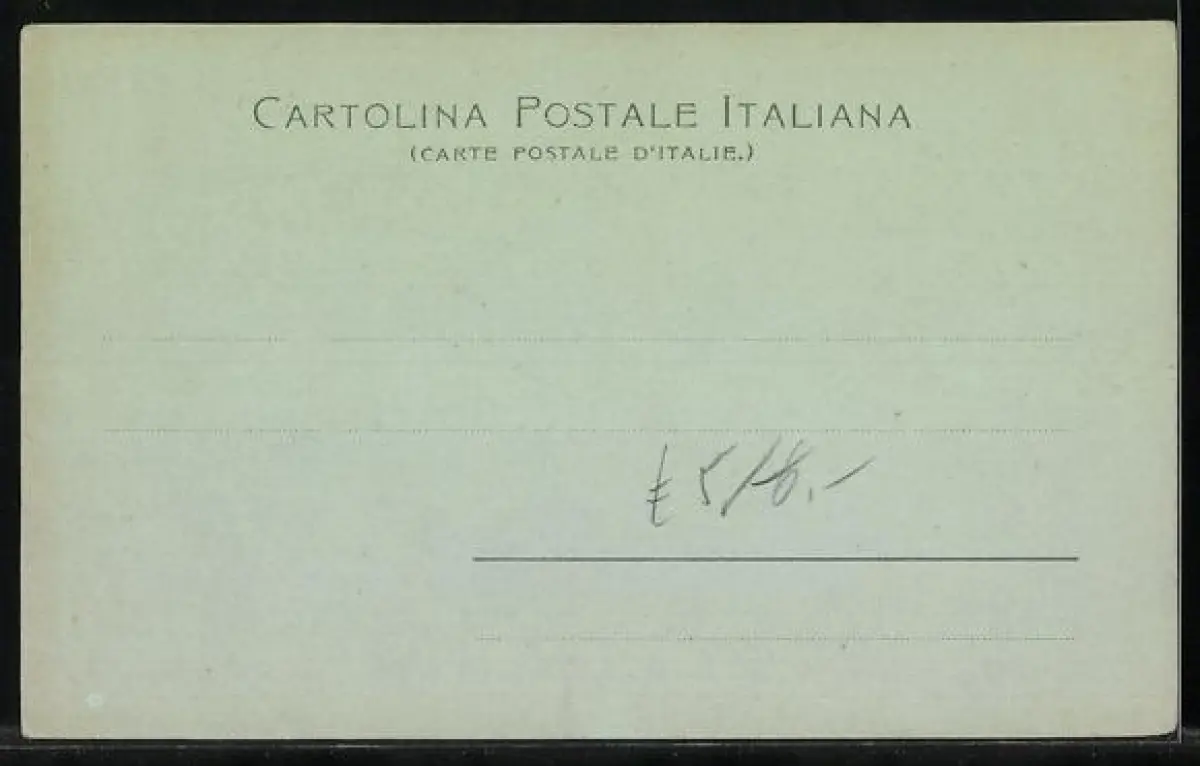 CARTOLINA POSTALE ITALIANA
(CARTE POSTALE D'ITALIE.)